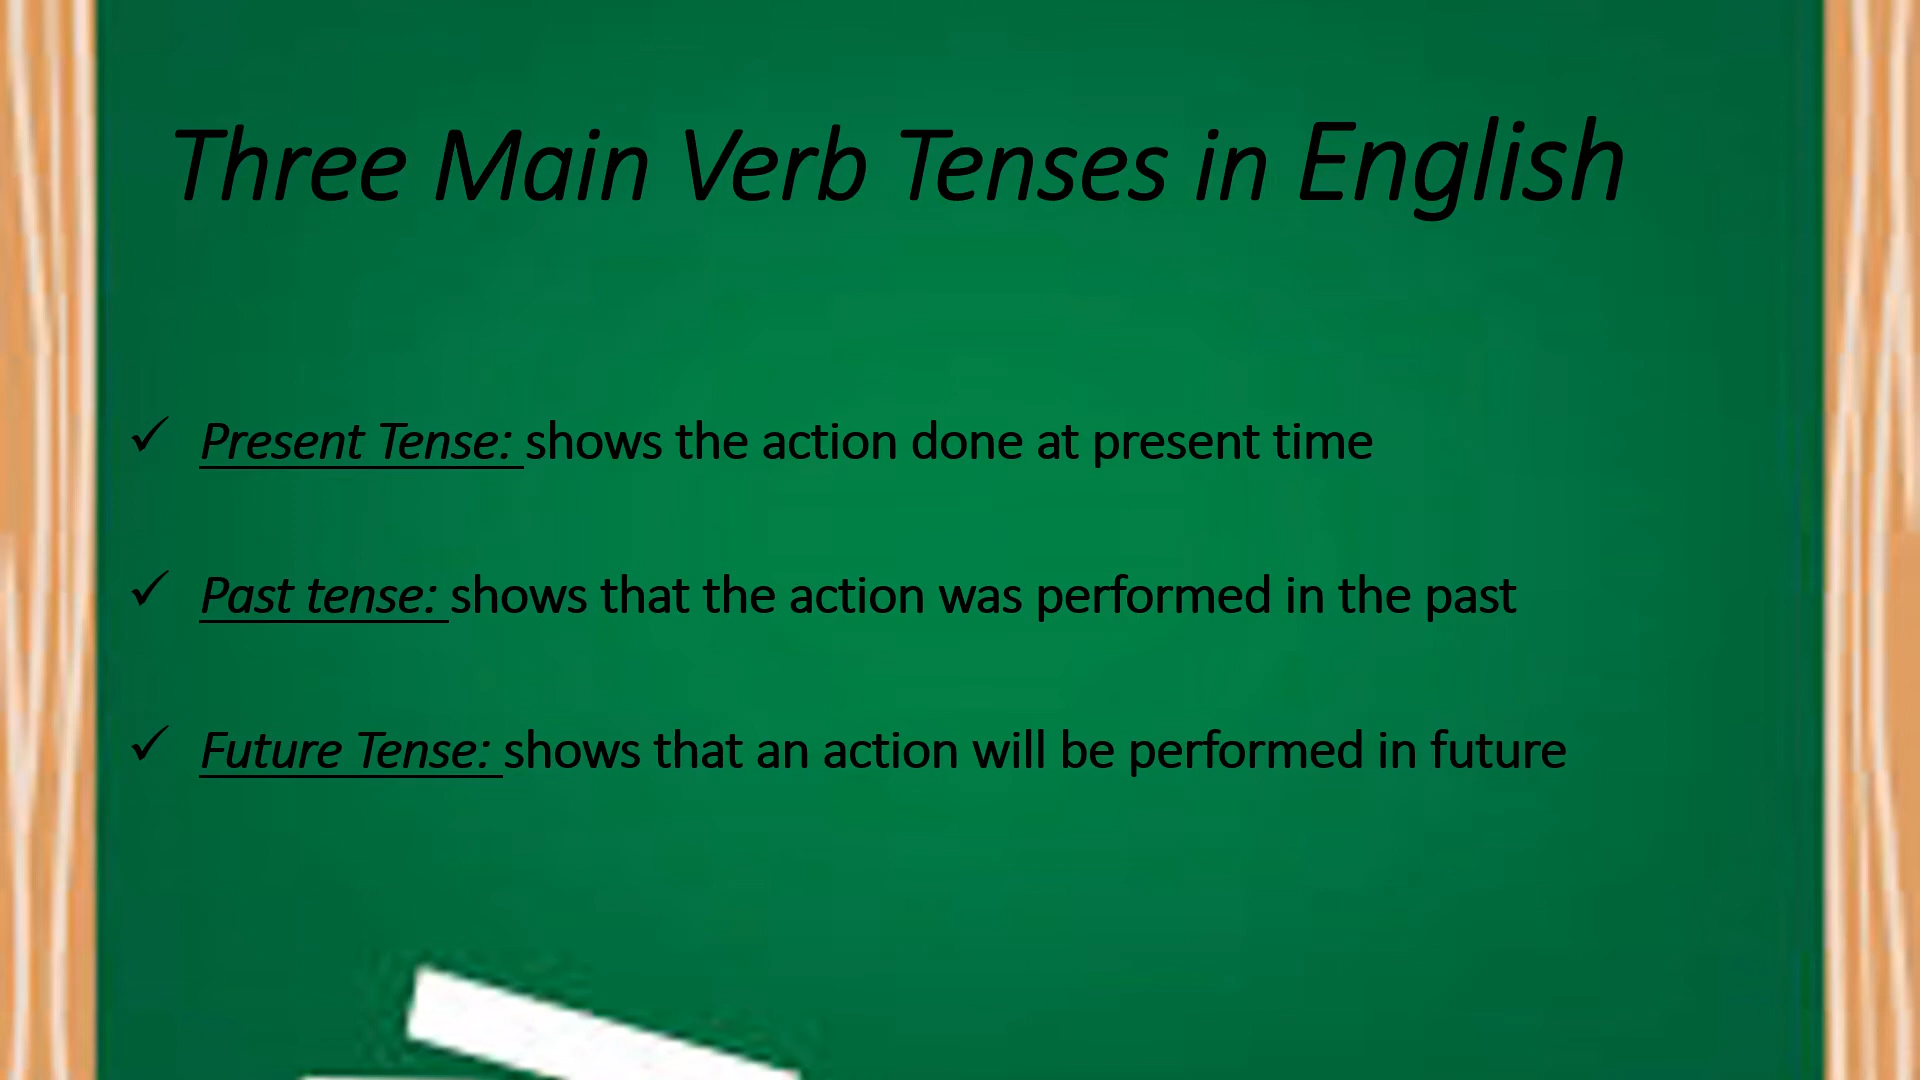 Three Main Verb Tenses in English
✓ Present Tense: shows the action done at present time
✓ Past tense: shows that the action was performed in the past
✓ Future Tense: shows that an action will be performed in future